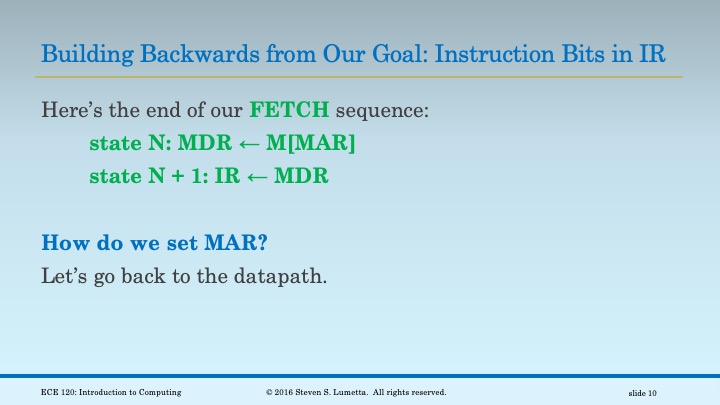 Building Backwards from Our Goal: Instruction Bits in IR
Here’s the end of our FETCH sequence:
state N: MDR ← M[MAR]
state N + 1: IR ← MDR
How do we set MAR?
Let’s go back to the datapath.
ECE 120: Introduction to Computing
© 2016 Steven S. Lumetta.  All rights reserved.
slide 10